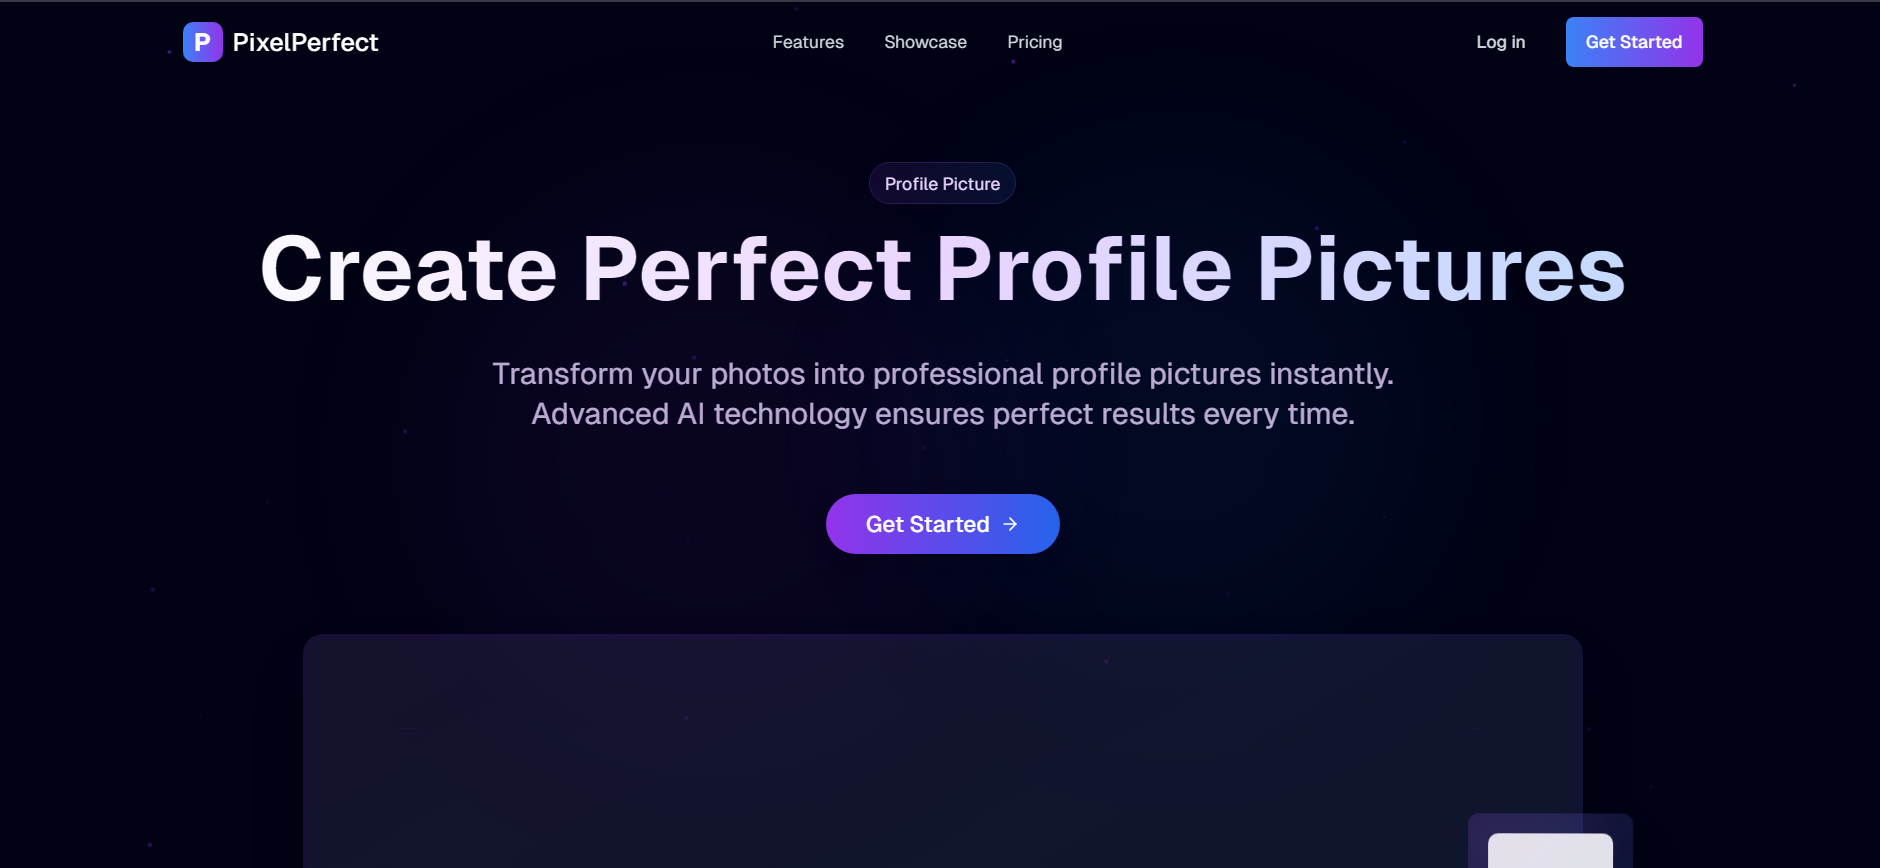 P PixelPerfect
Features Showcase Pricing
Log in Get Started
Profile Picture
Create Perfect Profile Pictures
Transform your photos into professional profile pictures instantly.
Advanced AI technology ensures perfect results every time.
Get Started →